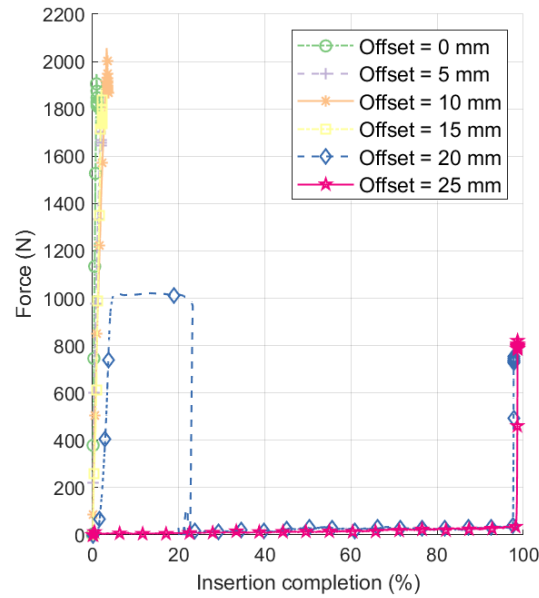 2200
2000
1800
1600
1400
1200
1000
800
600
400
200
0
Force (N)
Offset = 0 mm
Offset = 5 mm
Offset = 10 mm
Offset = 15 mm
Offset = 20 mm
Offset = 25 mm
0 20 40 60 80 100
Insertion completion (%)